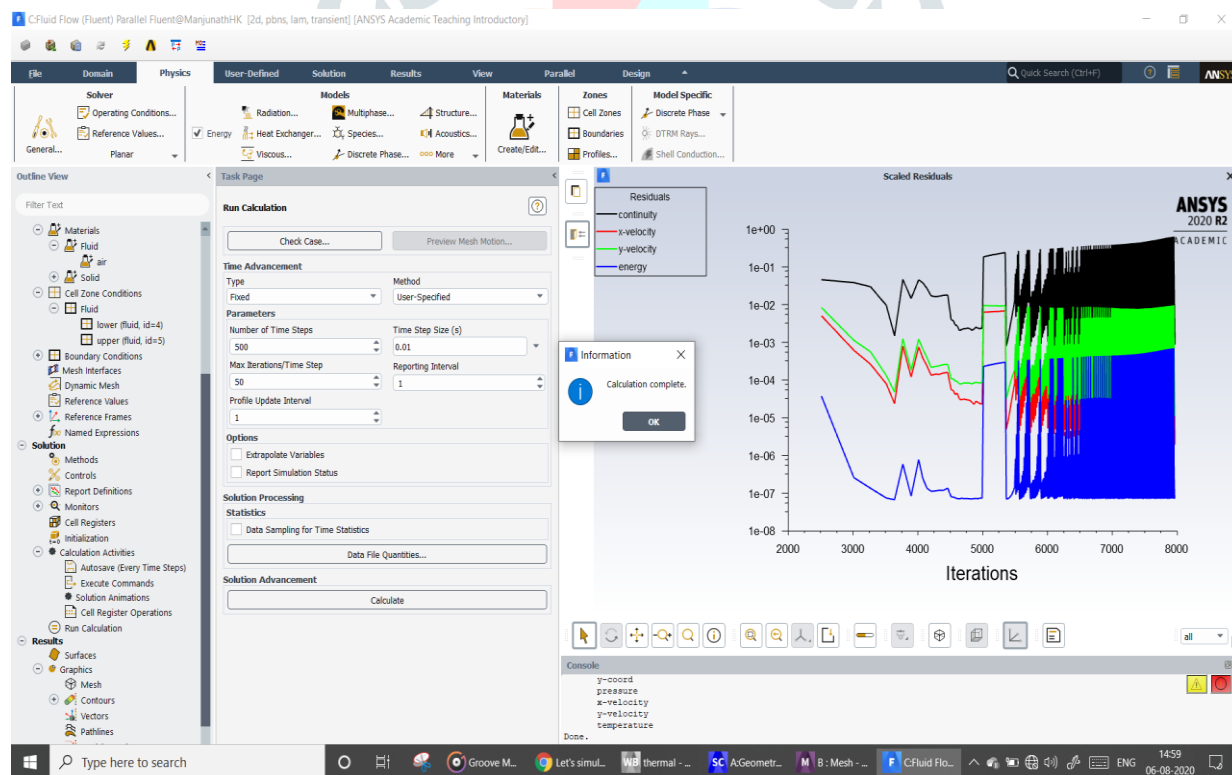 C:Fluid Flow (Fluent) Parallel Fluent@ManjunathHK [2d, pbns, lam, transient] [ANSYS Academic Teaching Introductory]
File Domain Physics User-Defined Solution Results View Parallel Design Quick Search (Ctrl+F) ANSYS
Solver Models Materials Zones Model Specific
Operating Conditions... Radiation... Multiphase... Structure... Cell Zones Discrete Phase
Reference Values... Energy Heat Exchanger... Species... Acoustics... Boundaries DTRM Rays...
General... Planar Viscous... Discrete Phase... More Create/Edit... Profiles... Shell Conduction...
Outline View
Filter Text
Materials
Fluid
air
Solid
Cell Zone Conditions
Fluid
lower (fluid, id=4)
upper (fluid, id=5)
Boundary Conditions
Mesh Interfaces
Dynamic Mesh
Reference Values
Reference Frames
Named Expressions
Solution
Methods
Controls
Report Definitions
Monitors
Cell Registers
Initialization
Calculation Activities
Autosave (Every Time Steps)
Execute Commands
Solution Animations
Cell Register Operations
Run Calculation
Results
Surfaces
Graphics
Mesh
Contours
Vectors
Pathlines
Task Page
Run Calculation
Check Case... Preview Mesh Motion...
Time Advancement
Type Method
Fixed User-Specified
Parameters
Number of Time Steps Time Step Size (s)
500 0.01
Max Iterations/Time Step Reporting Interval
50 1
Profile Update Interval
1
Options
Extrapolate Variables
Report Simulation Status
Solution Processing
Statistics
Data Sampling for Time Statistics
Data File Quantities...
Solution Advancement
Calculate
Information
Calculation complete.
OK
Scaled Residuals
Residuals
continuity
x-velocity
y-velocity
energy
ANSYS
2020 R2
ACADEMIC
1e+00
1e-01
1e-02
1e-03
1e-04
1e-05
1e-06
1e-07
1e-08
2000 3000 4000 5000 6000 7000 8000
Iterations
all
Console
y-coord
pressure
x-velocity
y-velocity
temperature
Done.
Type here to search Groove M... Let's simul... WB thermal - ... SC A:Geometr... M B : Mesh - ... F C:Fluid Flo... ENG 14:59
06-08-2020